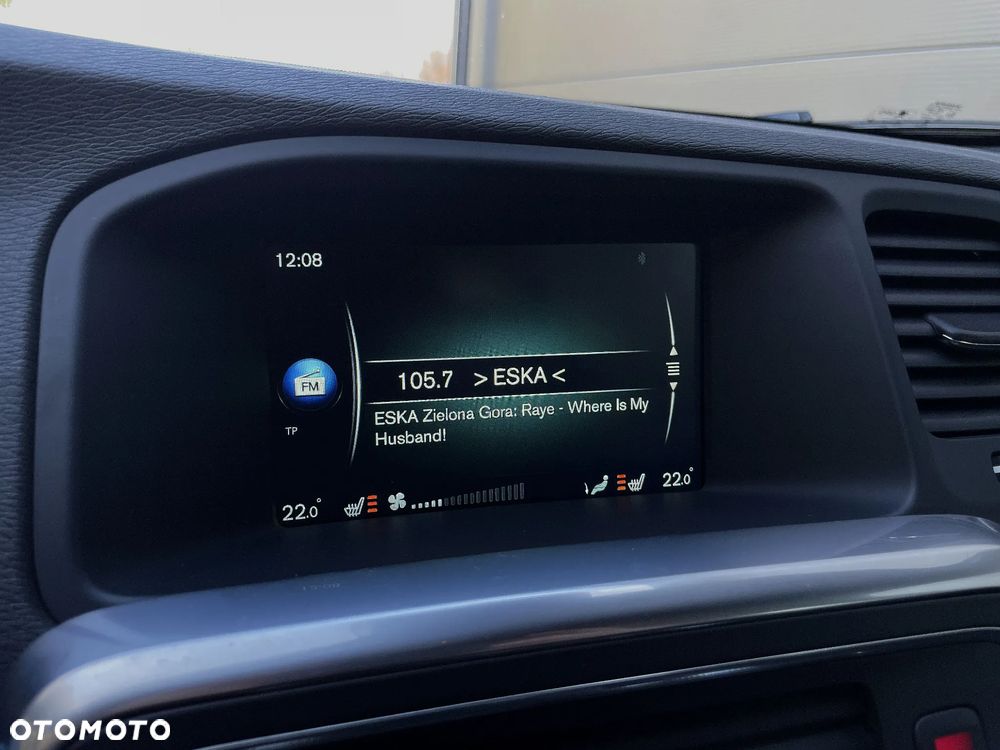 12:08
FM
105.7 >ESKA<
ESKA Zielona Gora: Raye - Where Is My
Husband!
TP
22.0°
22.0°
OTOMOTO